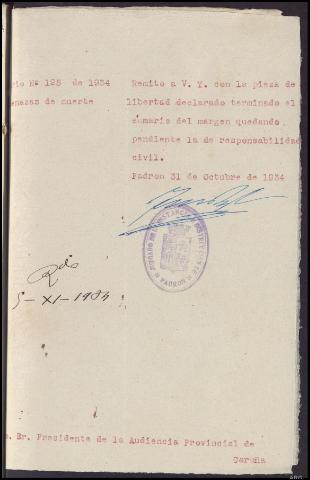 rio Nº 128 de 1934
enazas de muerte
Remito a V. Y. con la pieza de
libertad declarado terminado el
sumario del margen quedando
pendiente la de responsabilidad
civil.
Padron 31 de Octubre de 1934
PADRON
Rdo
5-XI-1934
Sr. Presidente de la Audiencia Provincial de
Coruña